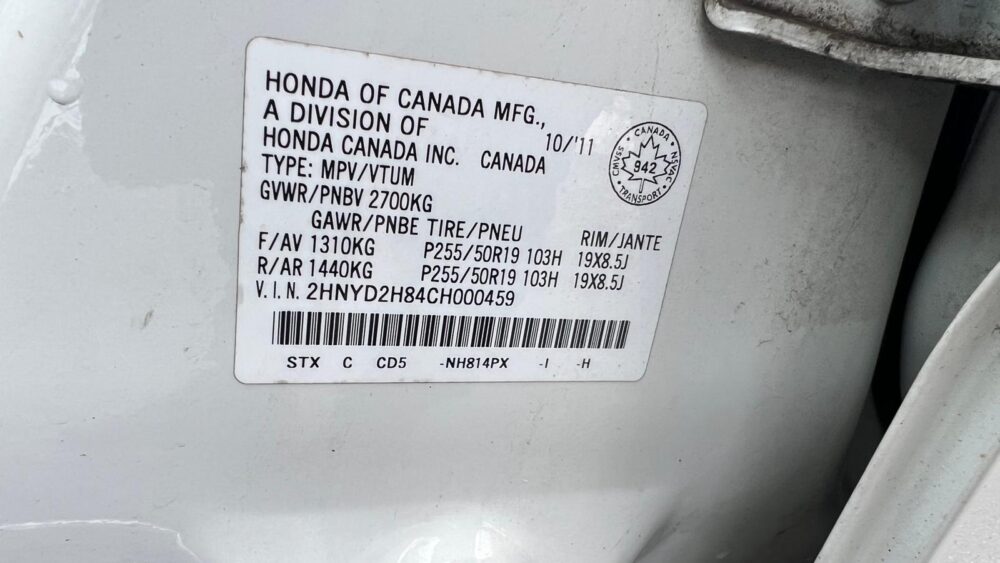 HONDA OF CANADA MFG.,
A DIVISION OF
HONDA CANADA INC. CANADA 10/'11
TYPE: MPV/VTUM
GVWR/PNBV 2700KG
GAWR/PNBE TIRE/PNEU RIM/JANTE
F/AV 1310KG P255/50R19 103H 19X8.5J
R/AR 1440KG P255/50R19 103H 19X8.5J
V.I.N. 2HNYD2H84CH000459
STX C CD5 -NH814PX -I -H
CANADA
CMVSS 942 NSVAC
TRANSPORT